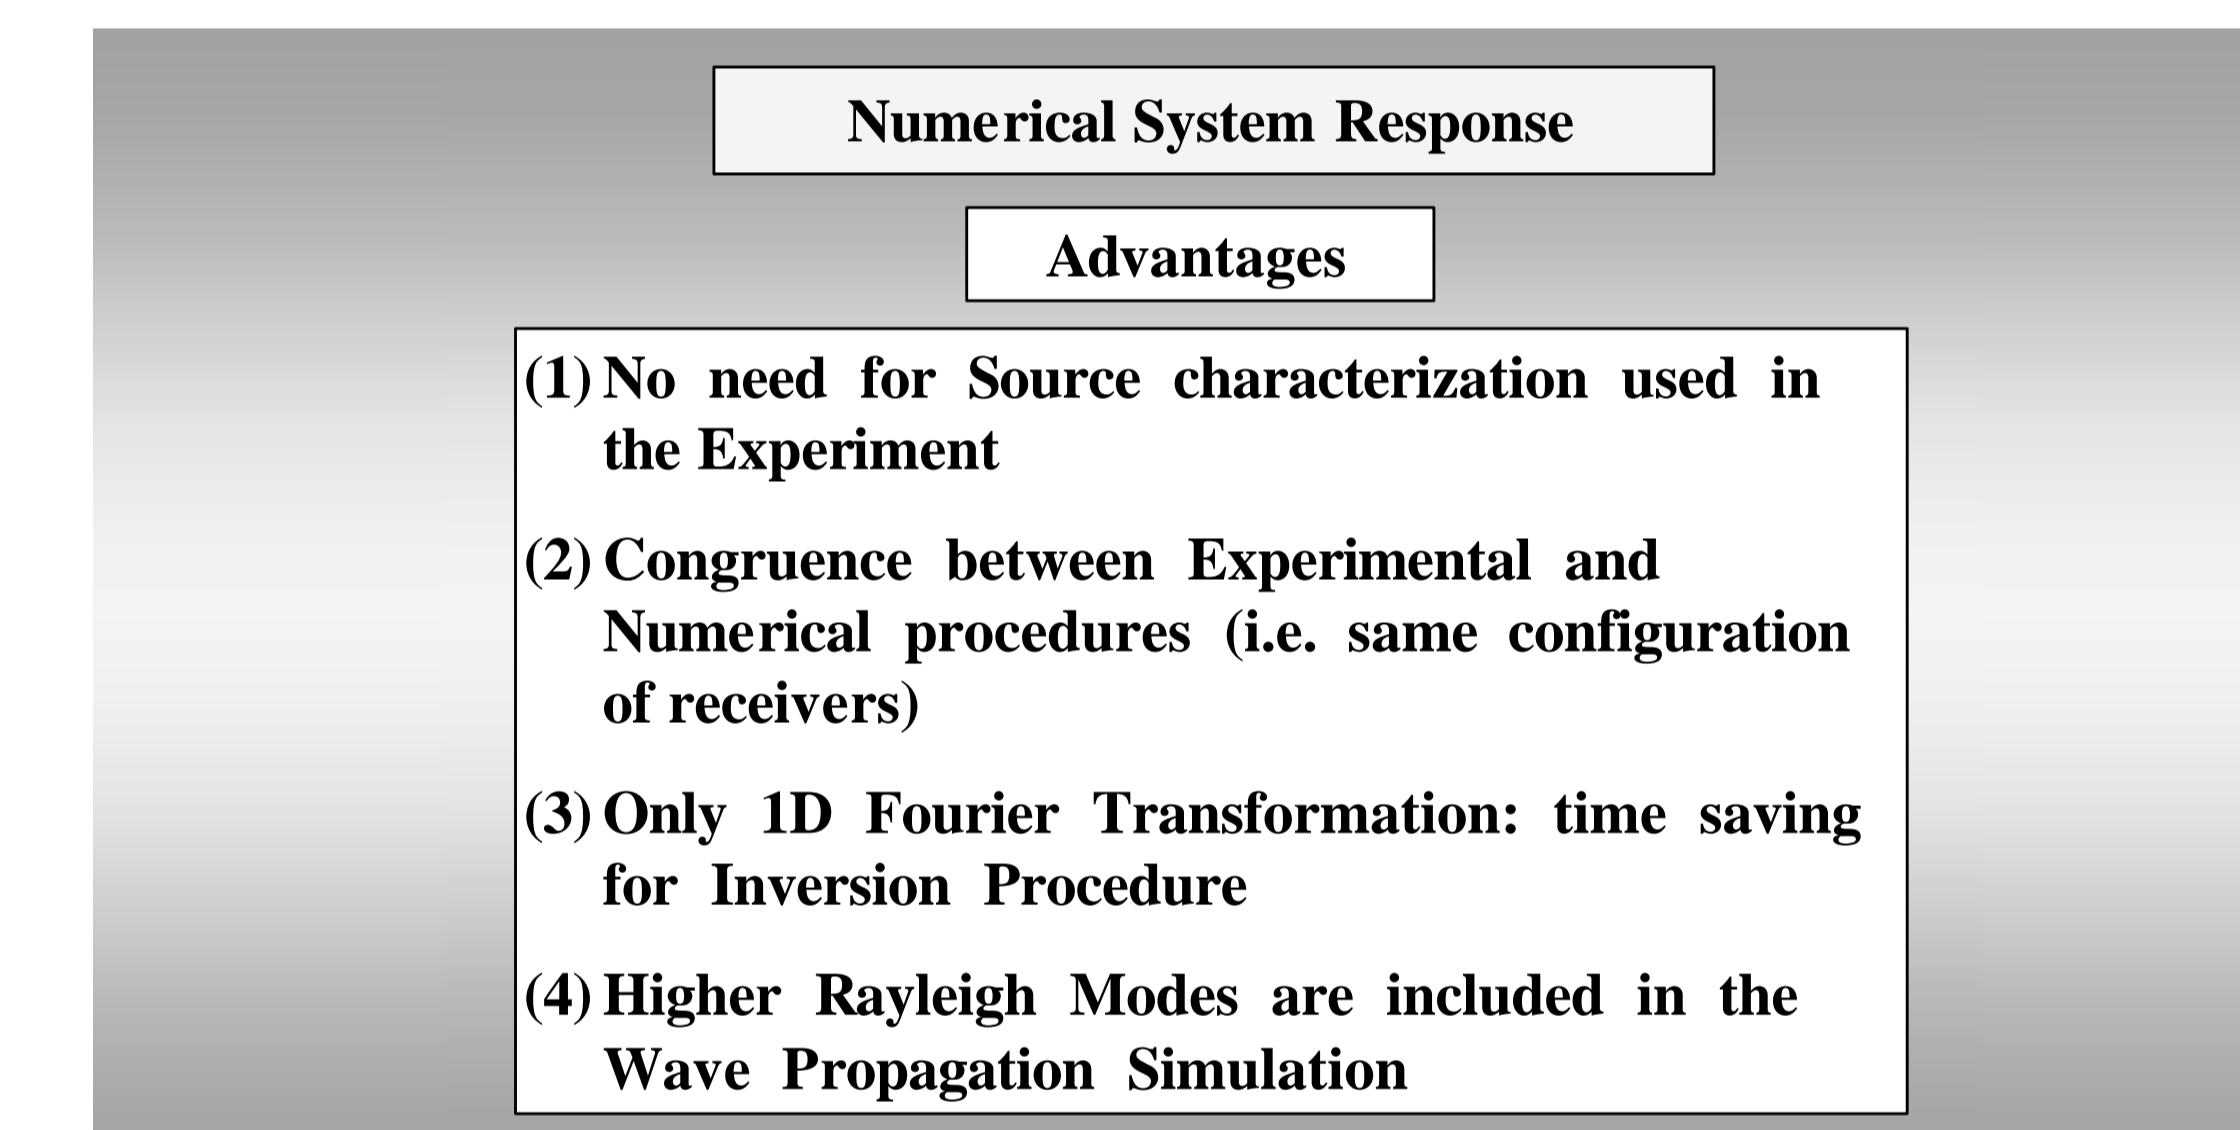 Numerical System Response
Advantages
(1) No need for Source characterization used in
the Experiment
(2) Congruence between Experimental and
Numerical procedures (i.e. same configuration
of receivers)
(3) Only 1D Fourier Transformation: time saving
for Inversion Procedure
(4) Higher Rayleigh Modes are included in the
Wave Propagation Simulation